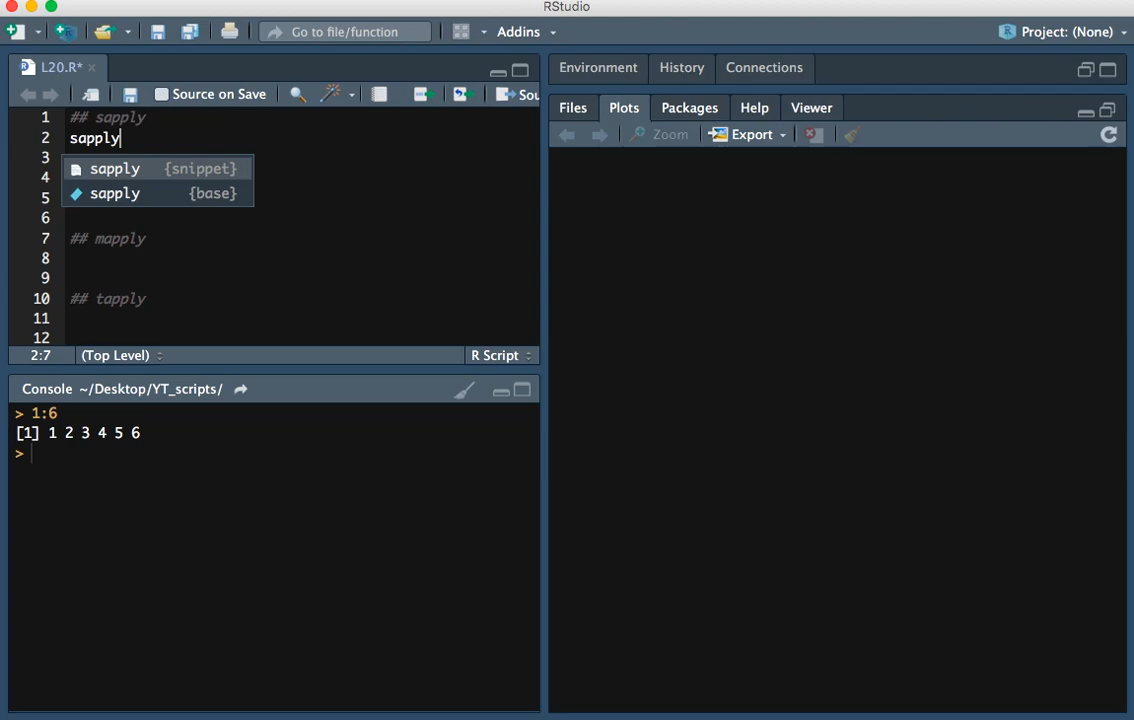 RStudio
Go to file/function
Addins
Project: (None)
L20.R*
Source on Save
Sou
1 ## sapply
2 sapply
3
sapply {snippet}
4
sapply {base}
5
6
7 ## mapply
8
9
10 ## tapply
11
12
2:7 (Top Level) R Script
Console ~/Desktop/YT_scripts/
> 1:6
[1] 1 2 3 4 5 6
>
Environment History Connections
Files Plots Packages Help Viewer
Zoom Export